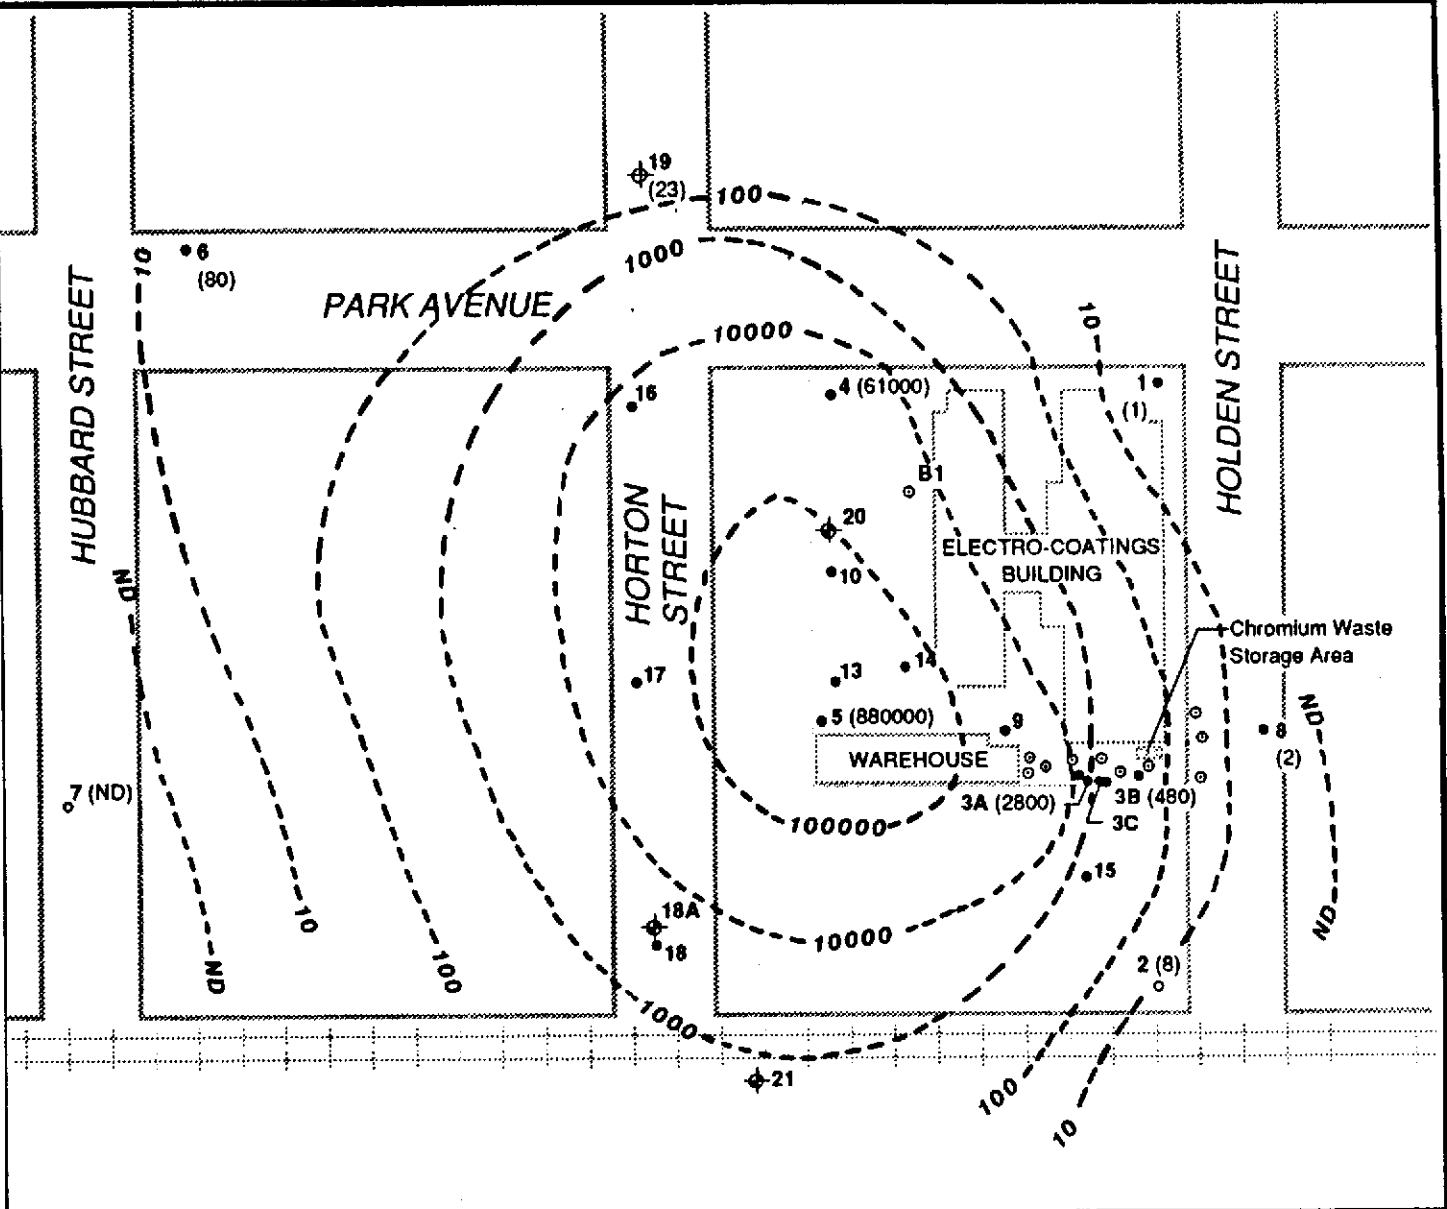 19
(23)
100
1000
10
6
(80)
PARK AVENUE
HUBBARD STREET
HOLDEN STREET
10
10000
16
4 (61000)
1
(1)
B1
HORTON
STREET
20
ELECTRO-COATINGS
BUILDING
10
ND
Chromium Waste
Storage Area
14
13
17
5 (880000)
9
ND
8
(2)
WAREHOUSE
7 (ND)
3A (2800)
3B (480)
3C
100000
15
10
18A
18
10000
ND
100
ND
2 (8)
1000
21
100
10